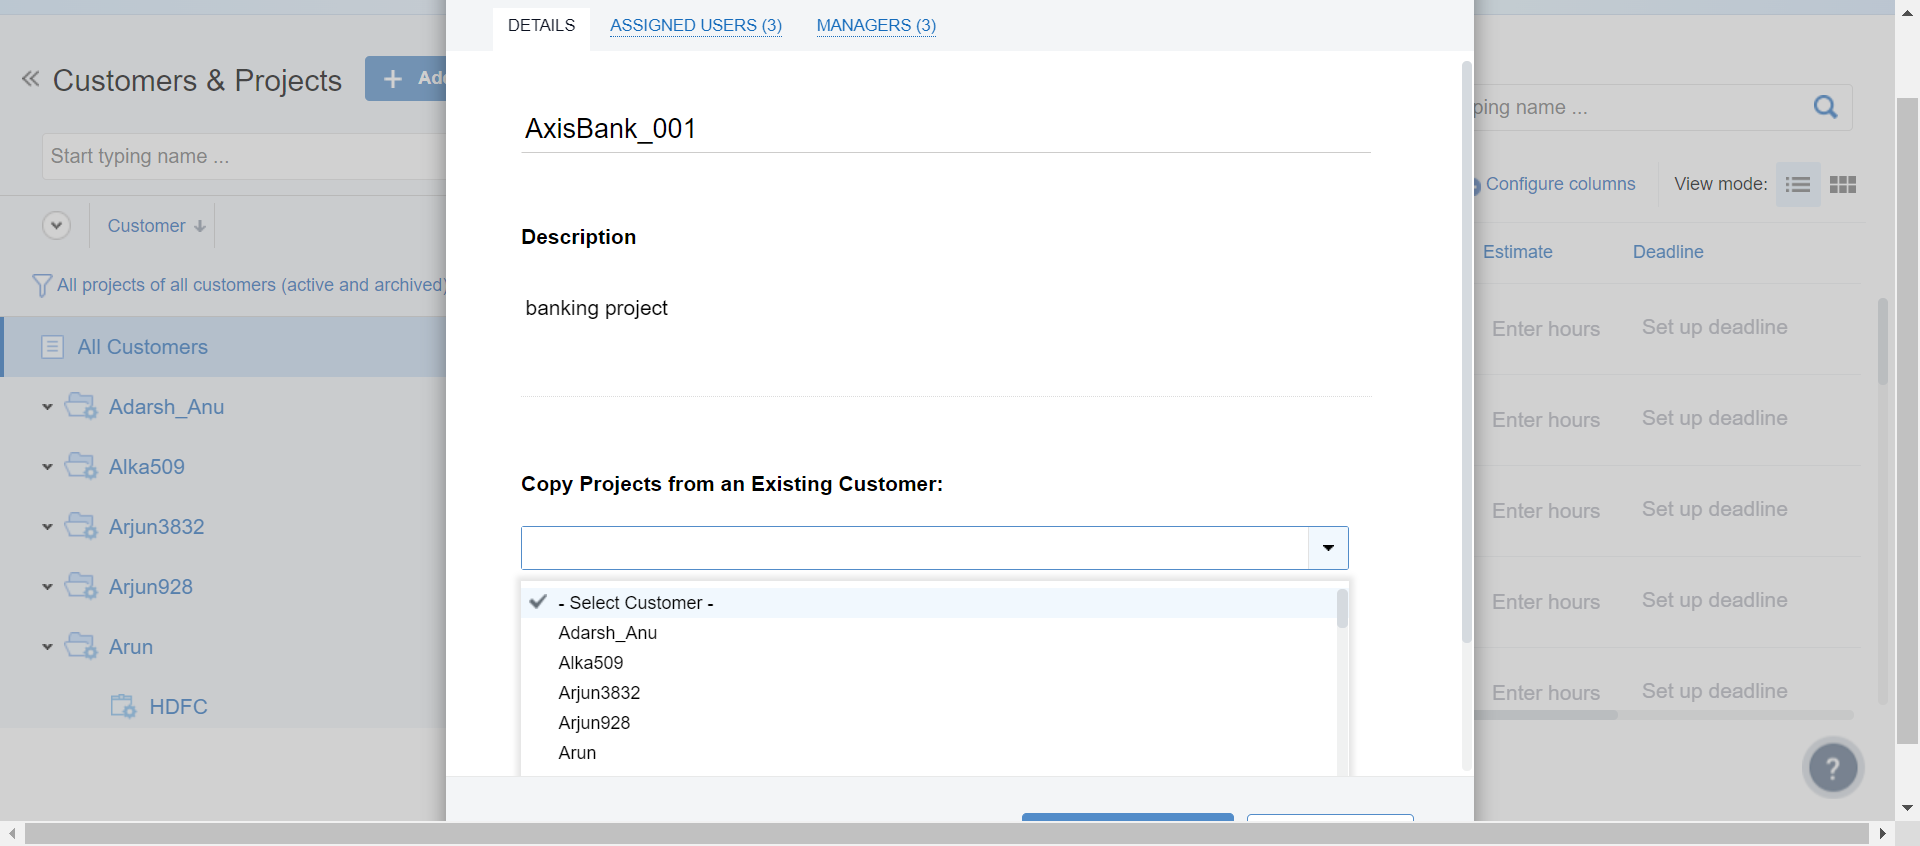 DETAILS
ASSIGNED USERS (3)
MANAGERS (3)
Customers & Projects
Start typing name ...
Customer
All projects of all customers (active and archived)
All Customers
Adarsh_Anu
Alka509
Arjun3832
Arjun928
Arun
HDFC
AxisBank_001
Description
banking project
Copy Projects from an Existing Customer:
- Select Customer -
Adarsh_Anu
Alka509
Arjun3832
Arjun928
Arun
name ...
Configure columns
View mode:
Estimate Deadline
Enter hours Set up deadline
Enter hours Set up deadline
Enter hours Set up deadline
Enter hours Set up deadline
Enter hours Set up deadline
?